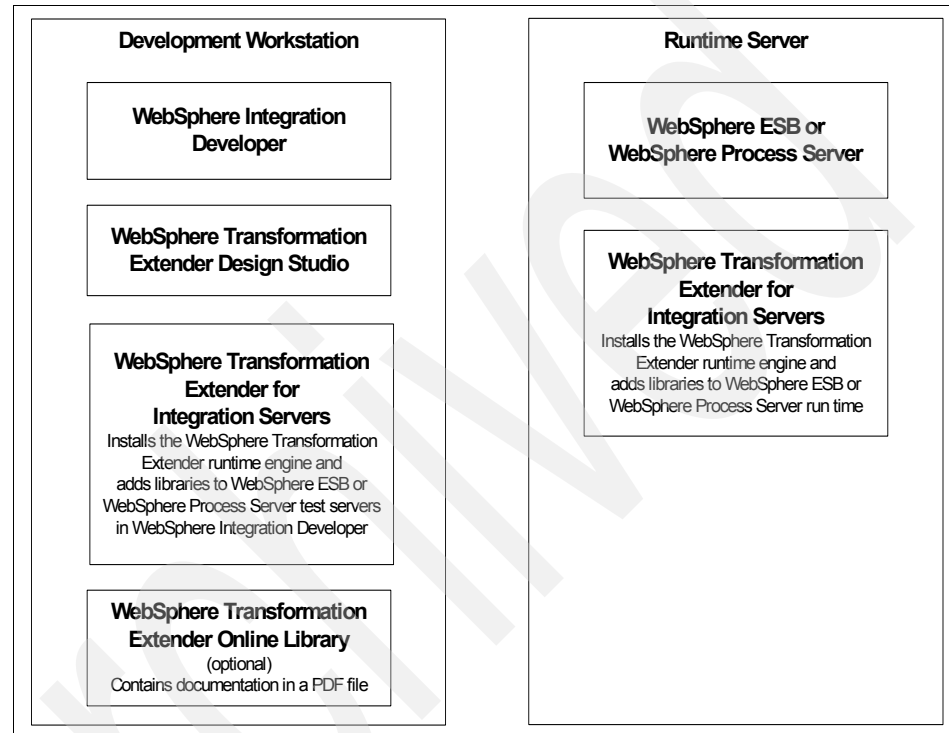 Development Workstation
WebSphere Integration
Developer
WebSphere Transformation
Extender Design Studio
WebSphere Transformation
Extender for
Integration Servers
Installs the WebSphere Transformation
Extender runtime engine and
adds libraries to WebSphere ESB or
WebSphere Process Server test servers
in WebSphere Integration Developer
WebSphere Transformation
Extender Online Library
(optional)
Contains documentation in a PDF file
Runtime Server
WebSphere ESB or
WebSphere Process Server
WebSphere Transformation
Extender for
Integration Servers
Installs the WebSphere Transformation
Extender runtime engine and
adds libraries to WebSphere ESB or
WebSphere Process Server run time